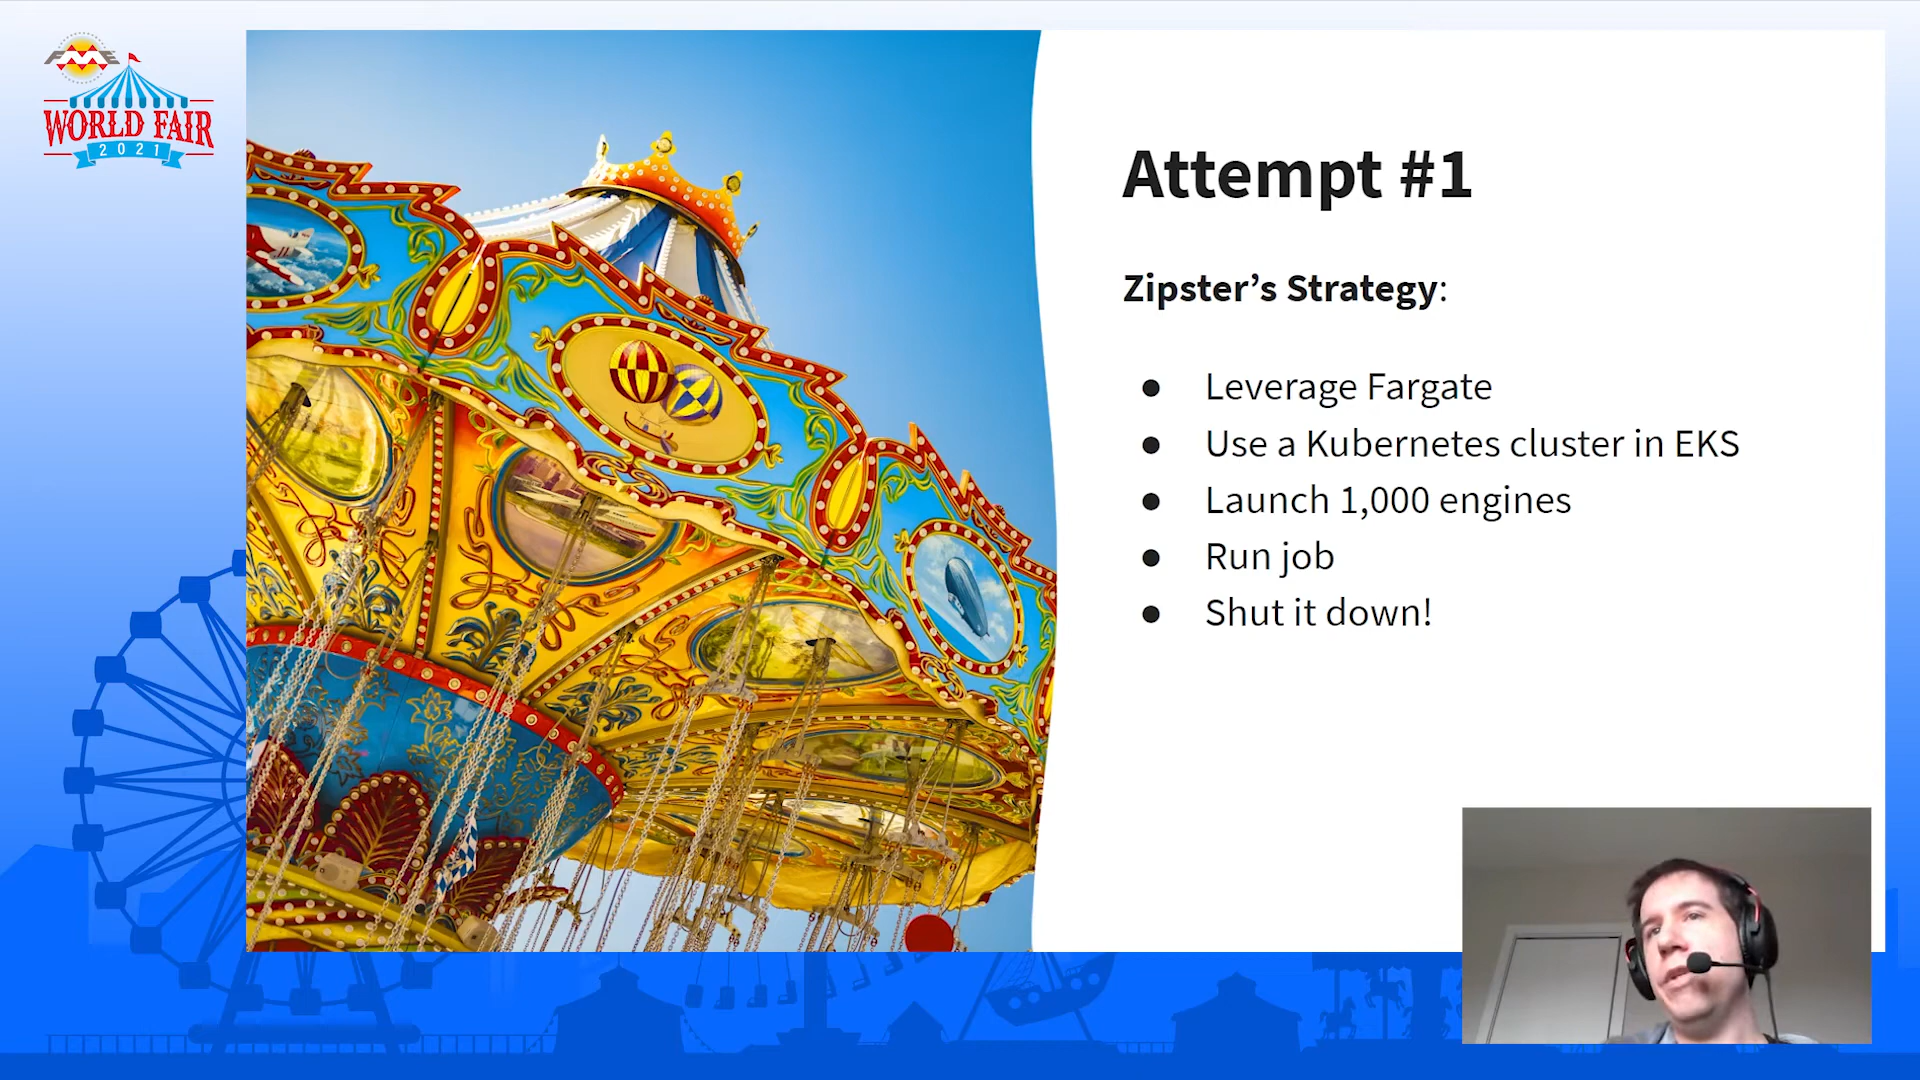 FME
WORLD FAIR
2021
Attempt #1
Zipster’s Strategy:
● Leverage Fargate
● Use a Kubernetes cluster in EKS
● Launch 1,000 engines
● Run job
● Shut it down!